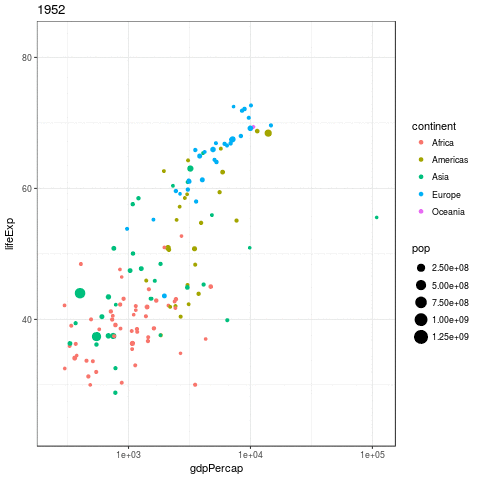 1952
lifeExp
80
60
40
1e+03
1e+04
1e+05
gdpPercap
continent
Africa
Americas
Asia
Europe
Oceania
pop
2.50e+08
5.00e+08
7.50e+08
1.00e+09
1.25e+09